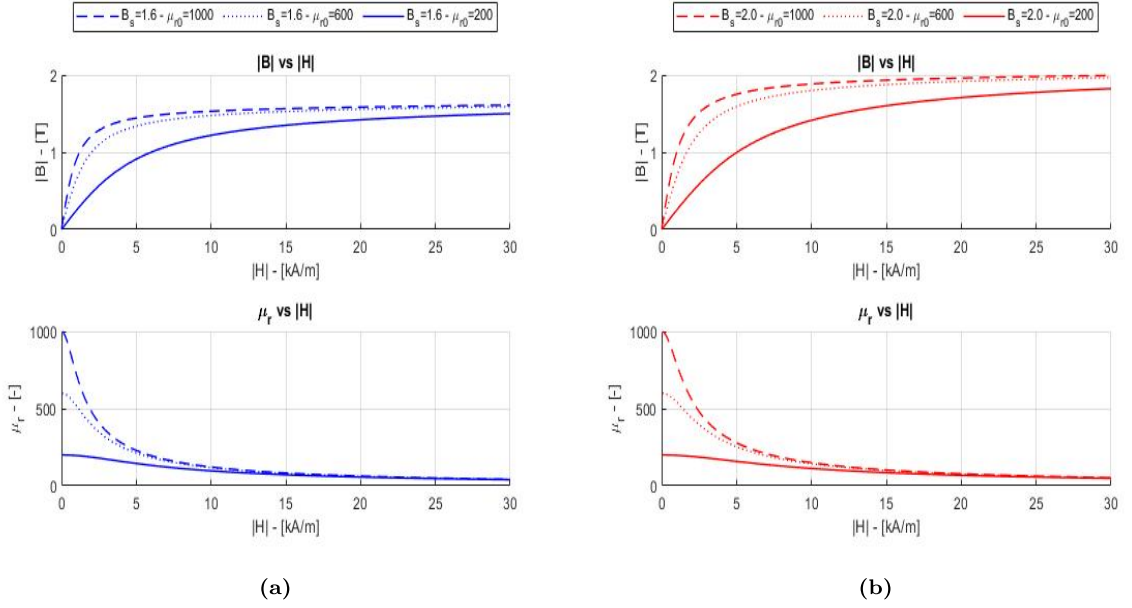 B_s=1.6 - μ_r0=1000 B_s=1.6 - μ_r0=600 B_s=1.6 - μ_r0=200
|B| vs |H|
2
1
0
|B| - [T]
0 5 10 15 20 25 30
|H| - [kA/m]
μ_r vs |H|
1000
500
0
μ_r - [-]
0 5 10 15 20 25 30
|H| - [kA/m]
(a)
B_s=2.0 - μ_r0=1000 B_s=2.0 - μ_r0=600 B_s=2.0 - μ_r0=200
|B| vs |H|
2
1
0
|B| - [T]
0 5 10 15 20 25 30
|H| - [kA/m]
μ_r vs |H|
1000
500
0
μ_r - [-]
0 5 10 15 20 25 30
|H| - [kA/m]
(b)